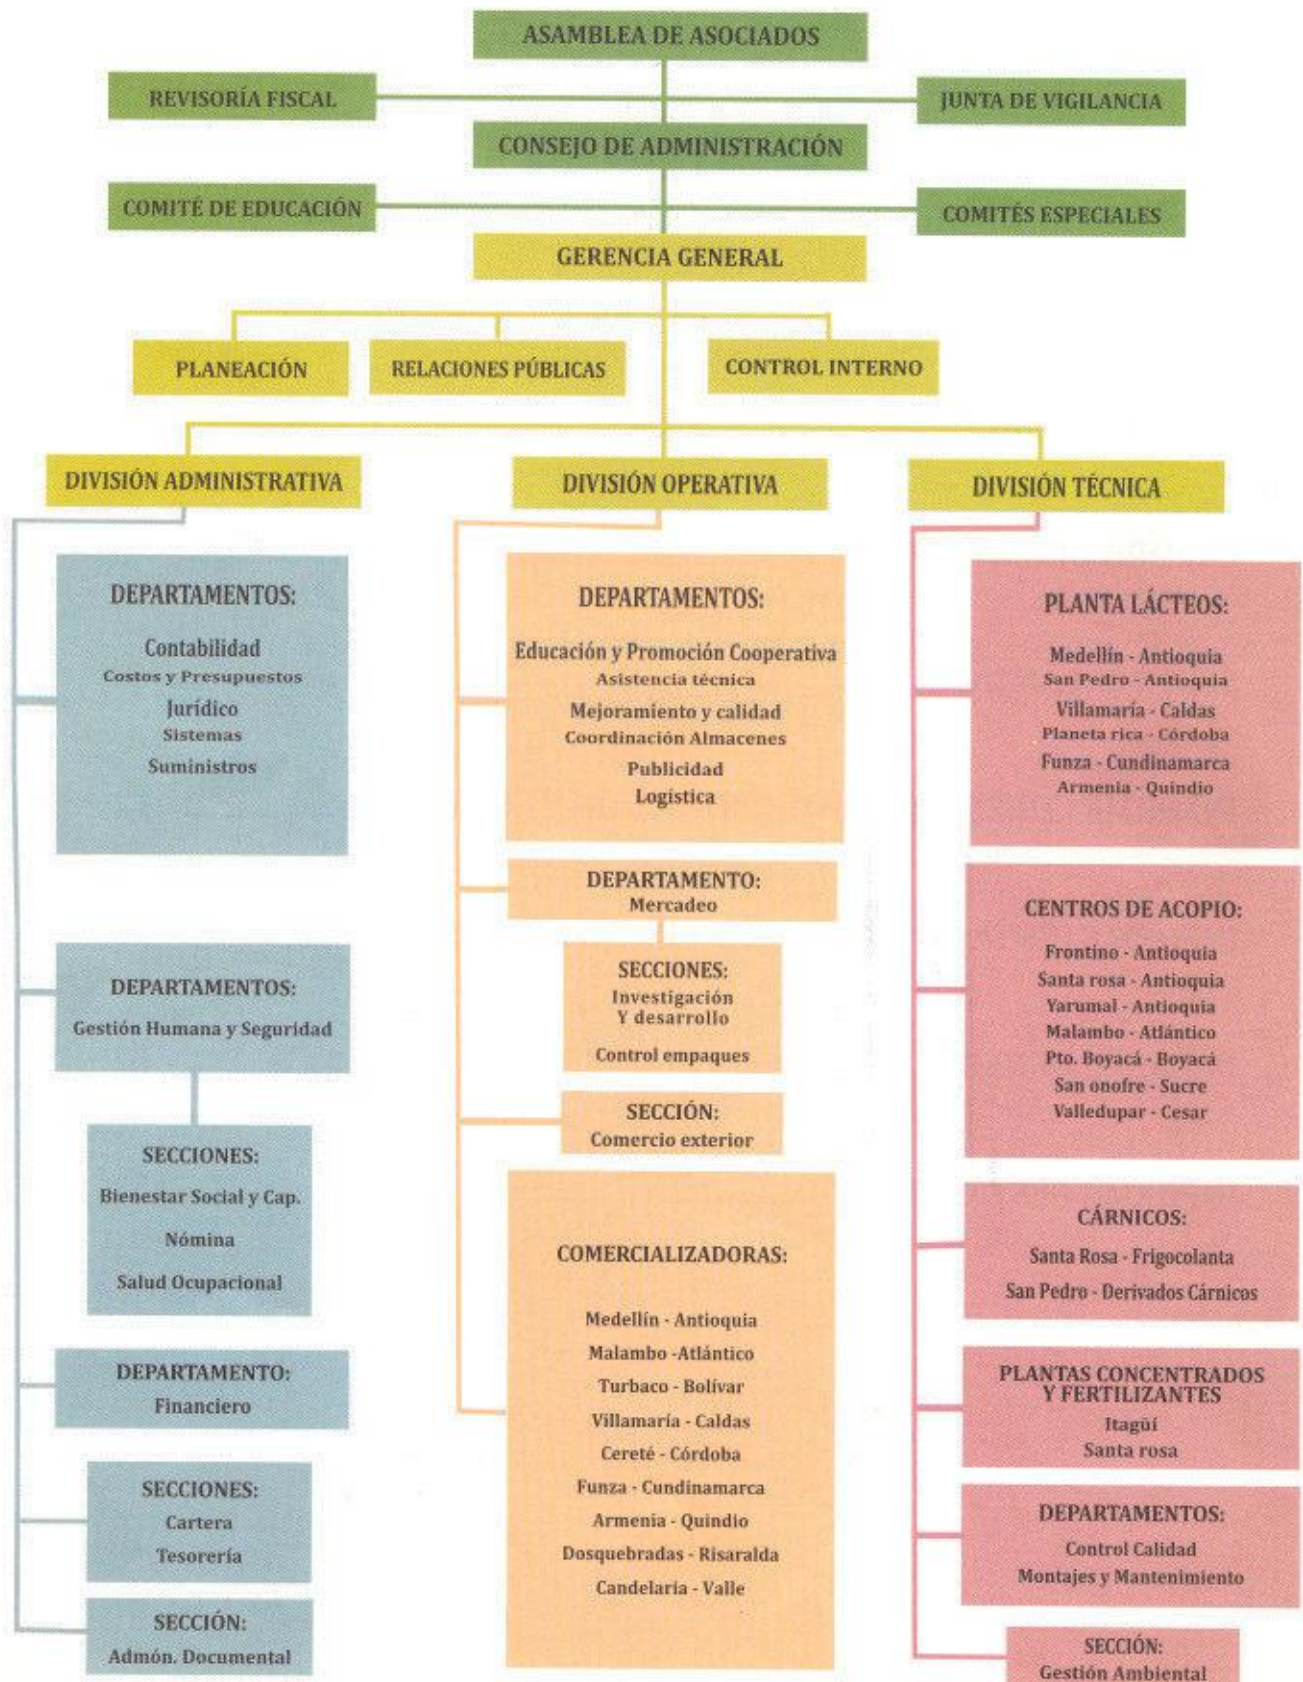 ASAMBLEA DE ASOCIADOS
REVISORÍA FISCAL
JUNTA DE VIGILANCIA
CONSEJO DE ADMINISTRACIÓN
COMITÉ DE EDUCACIÓN
COMITÉS ESPECIALES
GERENCIA GENERAL
PLANEACIÓN
RELACIONES PÚBLICAS
CONTROL INTERNO
DIVISIÓN ADMINISTRATIVA
DIVISIÓN OPERATIVA
DIVISIÓN TÉCNICA
DEPARTAMENTOS:
Contabilidad
Costos y Presupuestos
Jurídico
Sistemas
Suministros
DEPARTAMENTOS:
Gestión Humana y Seguridad
SECCIONES:
Bienestar Social y Cap.
Nómina
Salud Ocupacional
DEPARTAMENTO:
Financiero
SECCIONES:
Cartera
Tesorería
SECCIÓN:
Admón. Documental
DEPARTAMENTOS:
Educación y Promoción Cooperativa
Asistencia técnica
Mejoramiento y calidad
Coordinación Almacenes
Publicidad
Logística
DEPARTAMENTO:
Mercadeo
SECCIONES:
Investigación
Y desarrollo
Control empaques
SECCIÓN:
Comercio exterior
COMERCIALIZADORAS:
Medellín - Antioquia
Malambo -Atlántico
Turbaco - Bolívar
Villamaría - Caldas
Cereté - Córdoba
Funza - Cundinamarca
Armenia - Quindio
Dosquebradas - Risaralda
Candelaria - Valle
PLANTA LÁCTEOS:
Medellín - Antioquia
San Pedro - Antioquia
Villamaría - Caldas
Planeta rica - Córdoba
Funza - Cundinamarca
Armenia - Quindio
CENTROS DE ACOPIO:
Frontino - Antioquia
Santa rosa - Antioquia
Yarumal - Antioquia
Malambo - Atlántico
Pto. Boyacá - Boyacá
San onofre - Sucre
Valledupar - Cesar
CÁRNICOS:
Santa Rosa - Frigocolanta
San Pedro - Derivados Cárnicos
PLANTAS CONCENTRADOS
Y FERTILIZANTES
Itagüí
Santa rosa
DEPARTAMENTOS:
Control Calidad
Montajes y Mantenimiento
SECCIÓN:
Gestión Ambiental